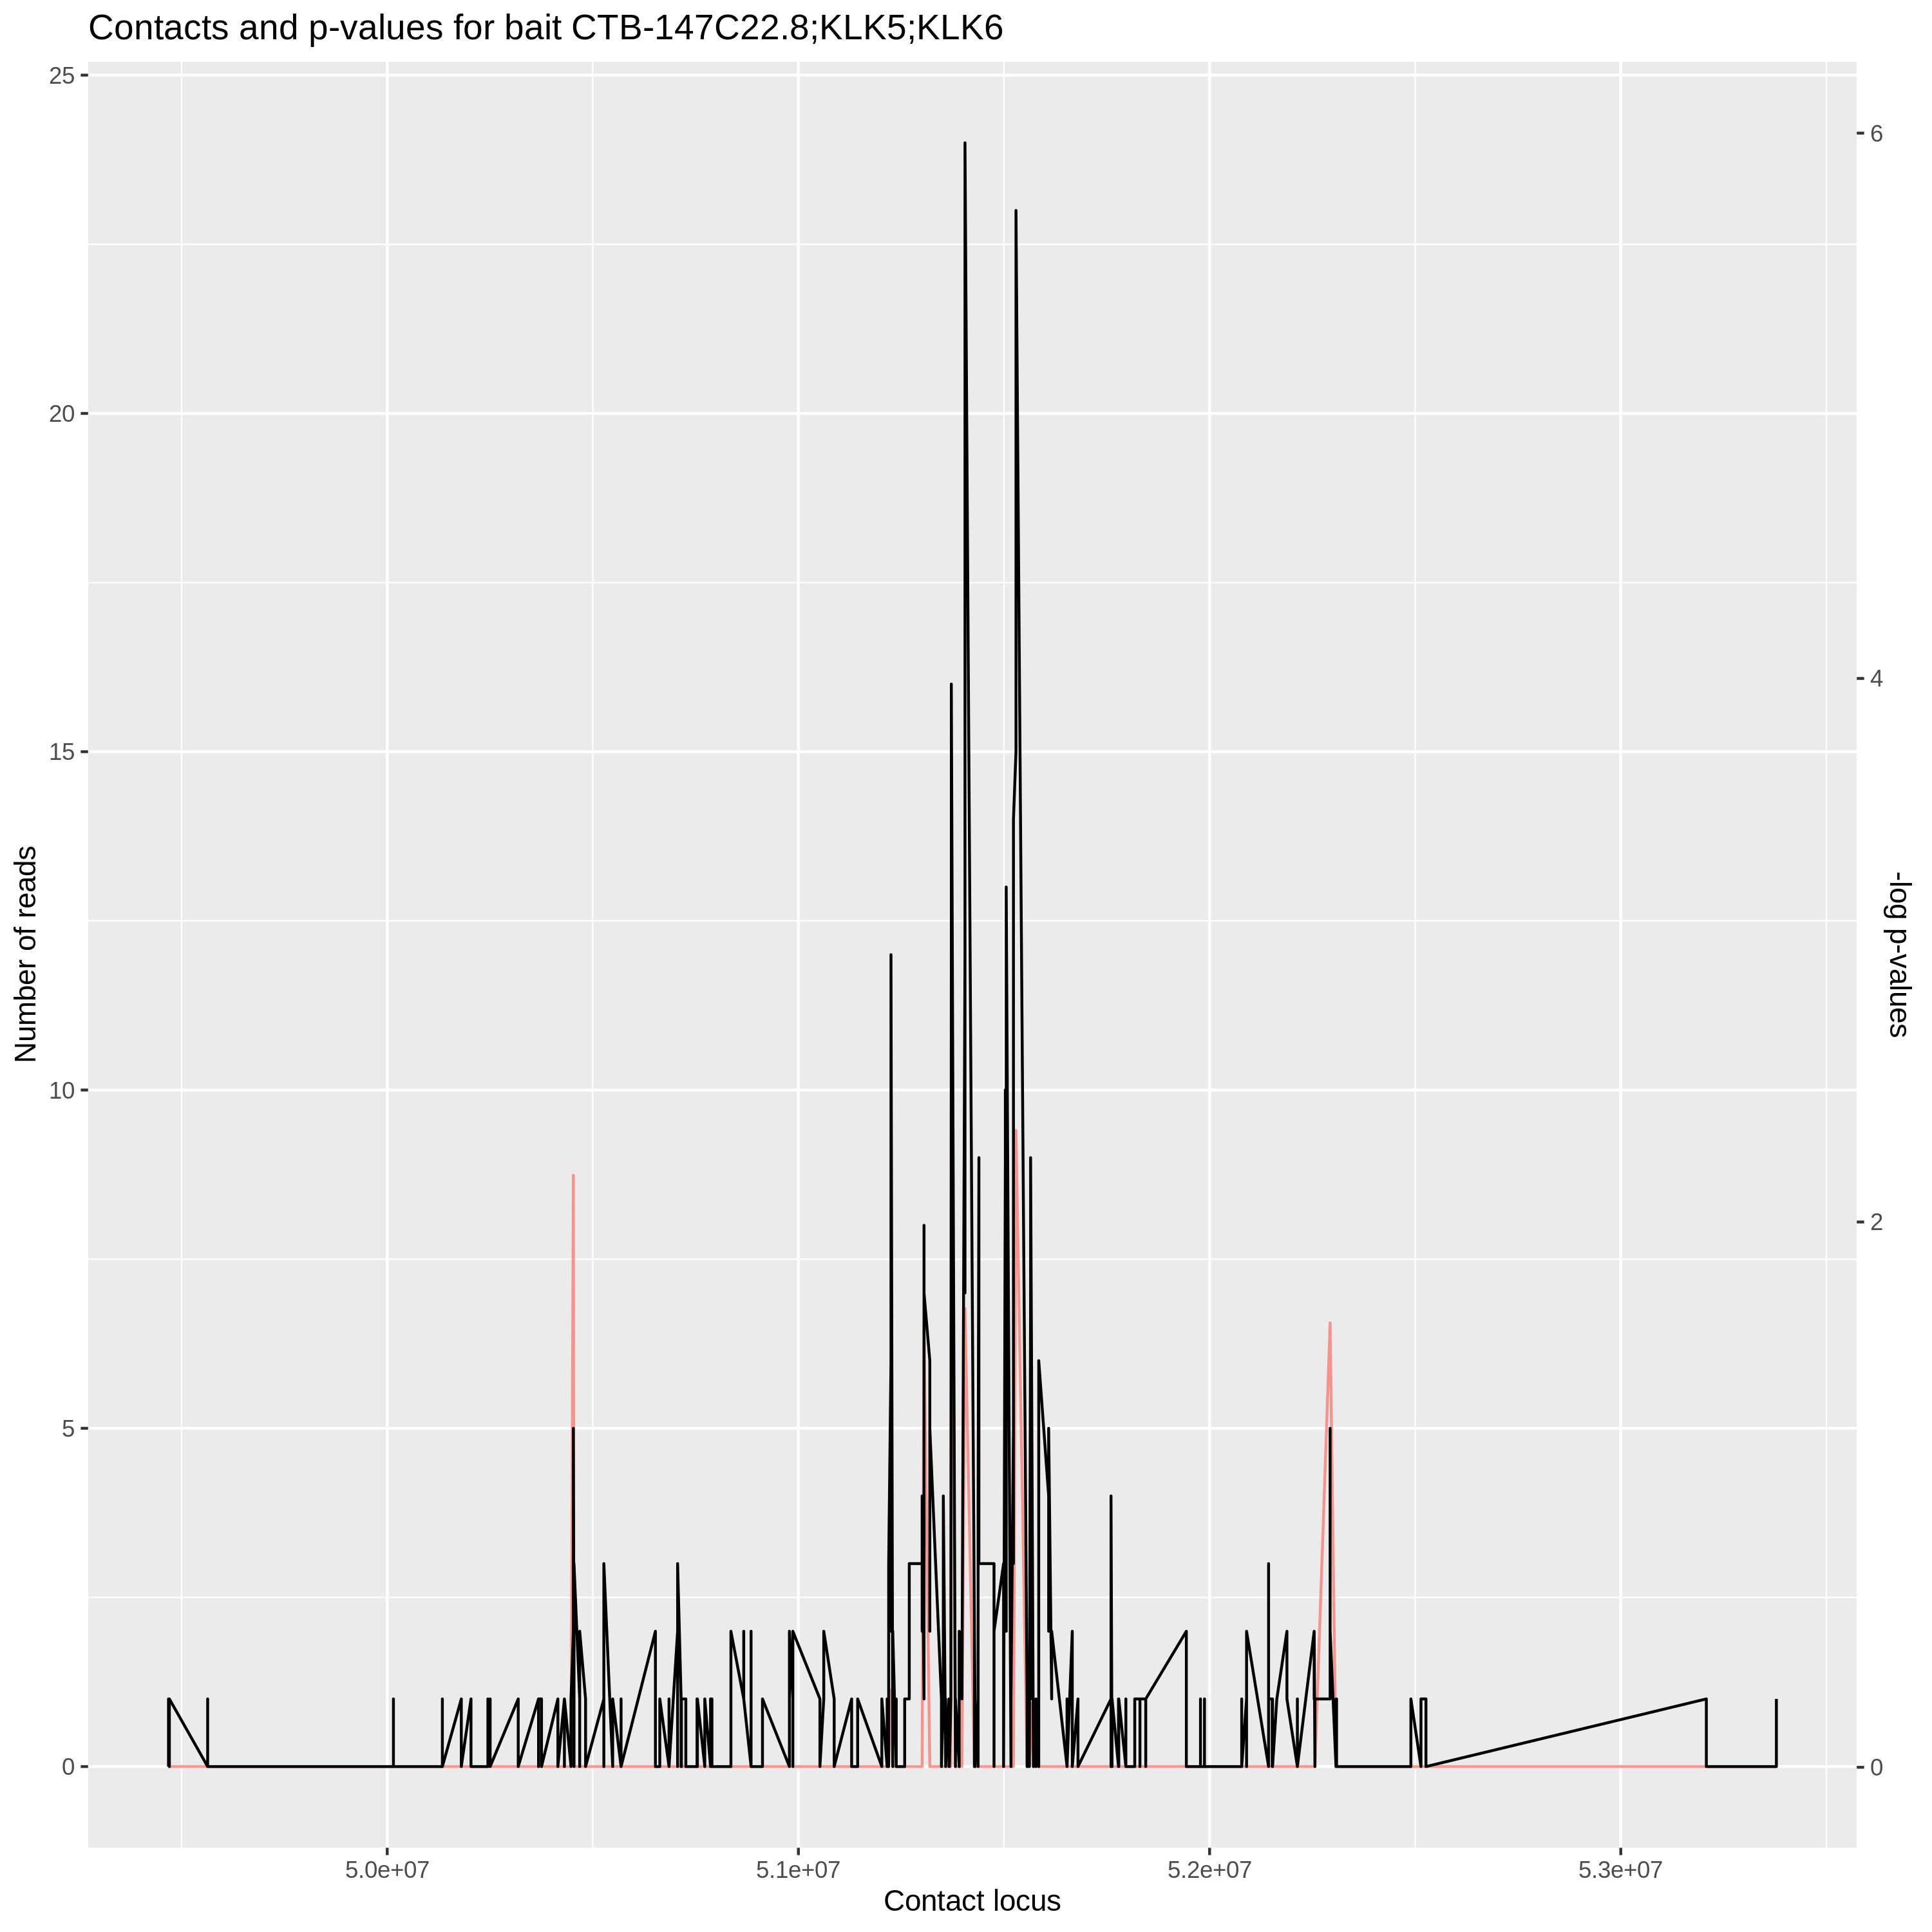 Contacts and p-values for bait CTB-147C22.8;KLK5;KLK6
25
20
15
10
5
0
Number of reads
6
4
2
0
-log p-values
5.0e+07 5.1e+07 5.2e+07 5.3e+07
Contact locus